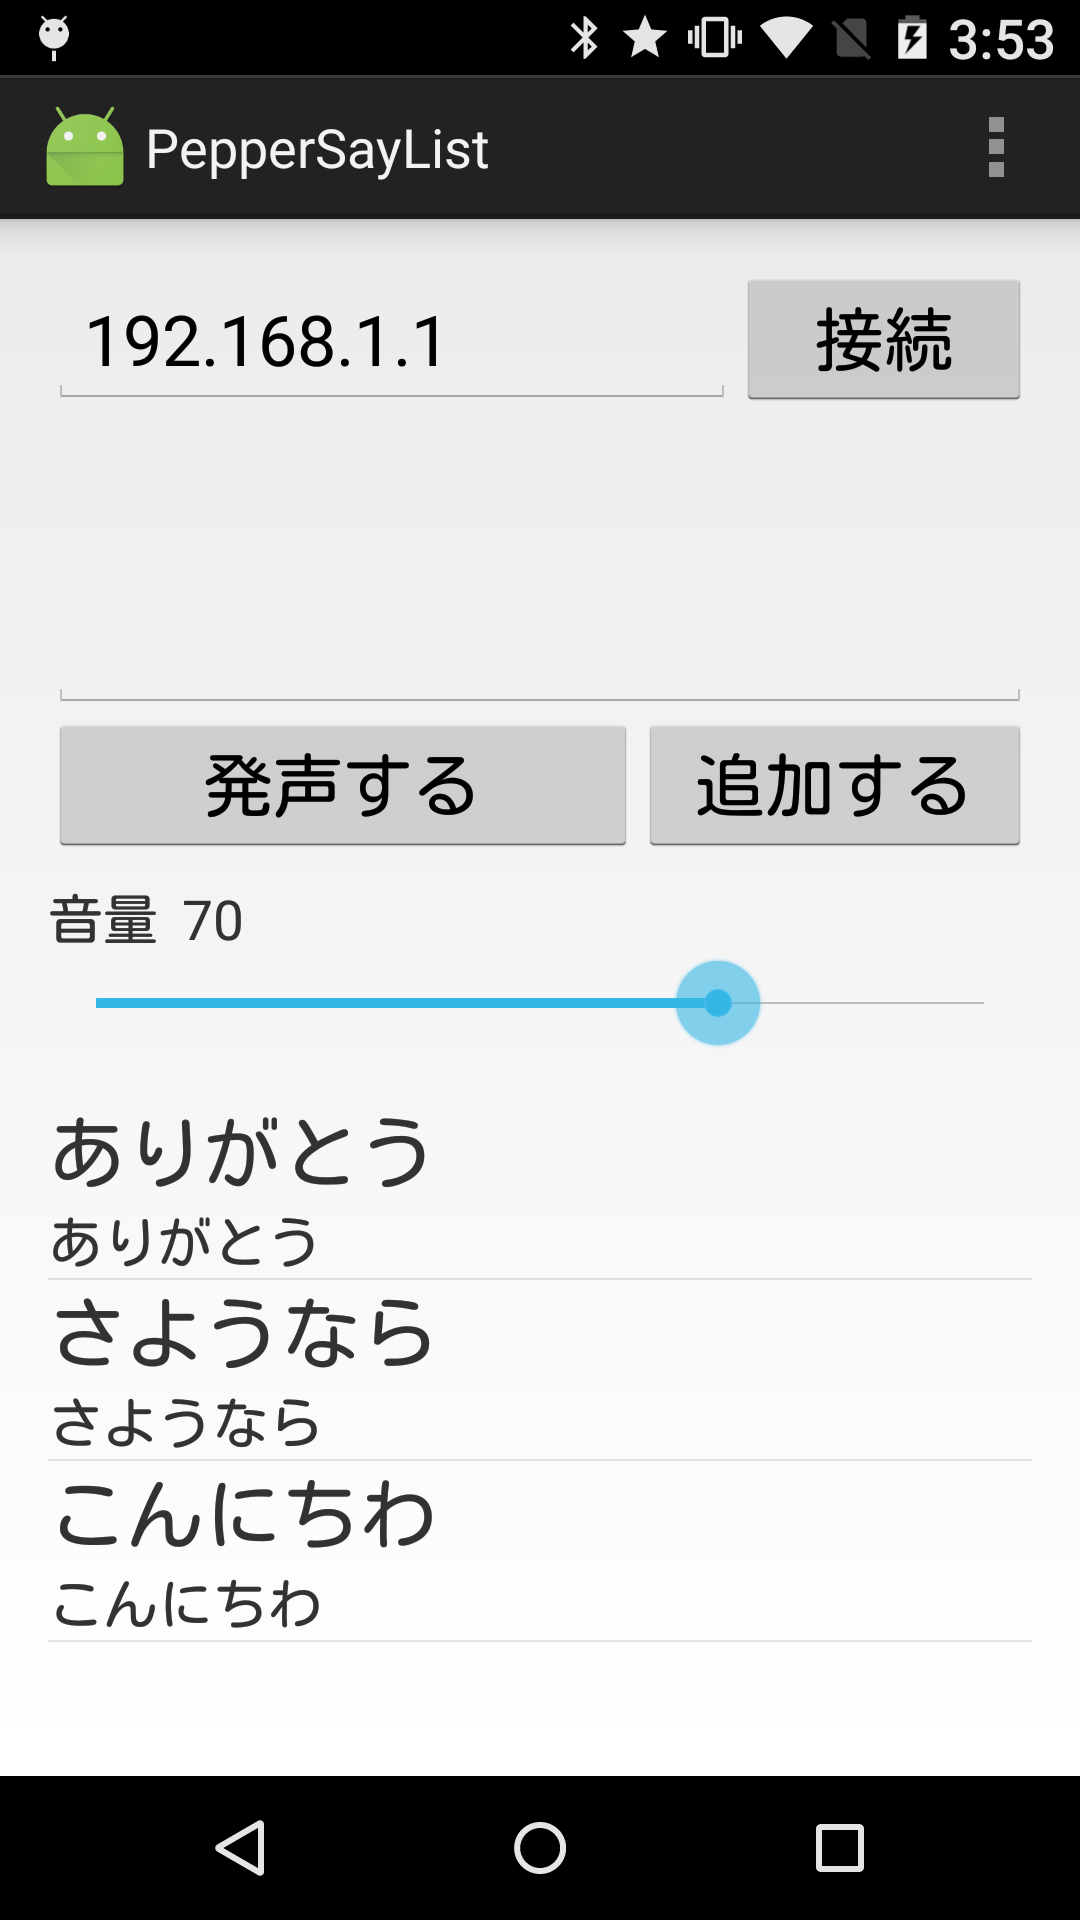 3:53
PepperSayList
192.168.1.1 接続
発声する 追加する
音量 70
ありがとう
ありがとう
さようなら
さようなら
こんにちわ
こんにちわ